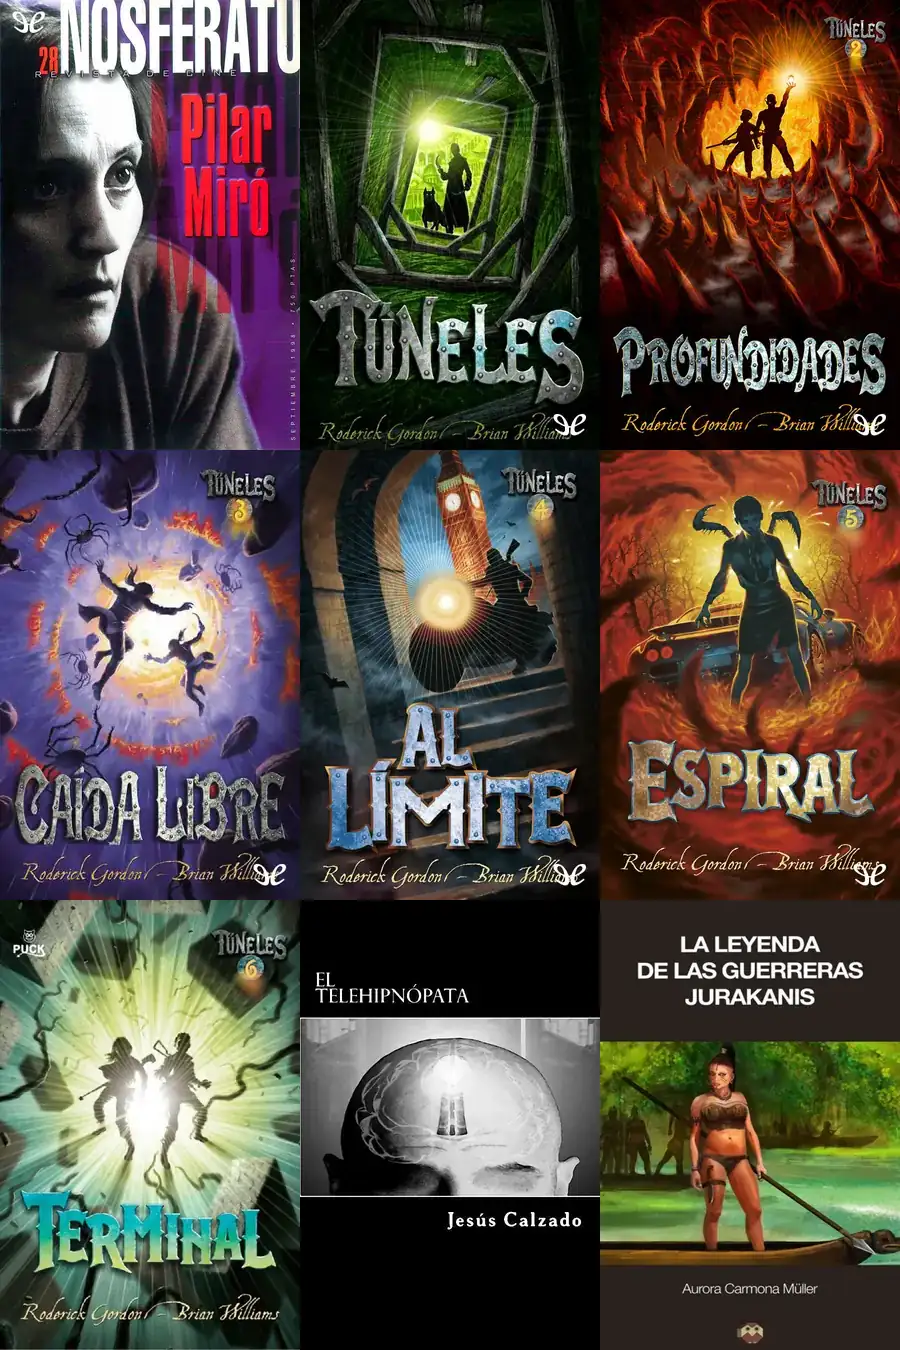 NOSFERATU
28
REVISTA DE CINE
Pilar
Miró
SEPTIEMBRE 1998 • 750 PTAS.
TÚNELES
Roderick Gordon – Brian Williams
TÚNELES
2
PROFUNDIDADES
Roderick Gordon – Brian Williams
TÚNELES
3
CAÍDA LIBRE
Roderick Gordon – Brian Williams
TÚNELES
4
AL
LÍMITE
Roderick Gordon – Brian Williams
TÚNELES
5
ESPIRAL
Roderick Gordon – Brian Williams
PUCK
TÚNELES
6
TERMINAL
Roderick Gordon – Brian Williams
EL
TELEHIPNÓPATA
Jesús Calzado
LA LEYENDA
DE LAS GUERRERAS
JURAKANIS
Aurora Carmona Müller